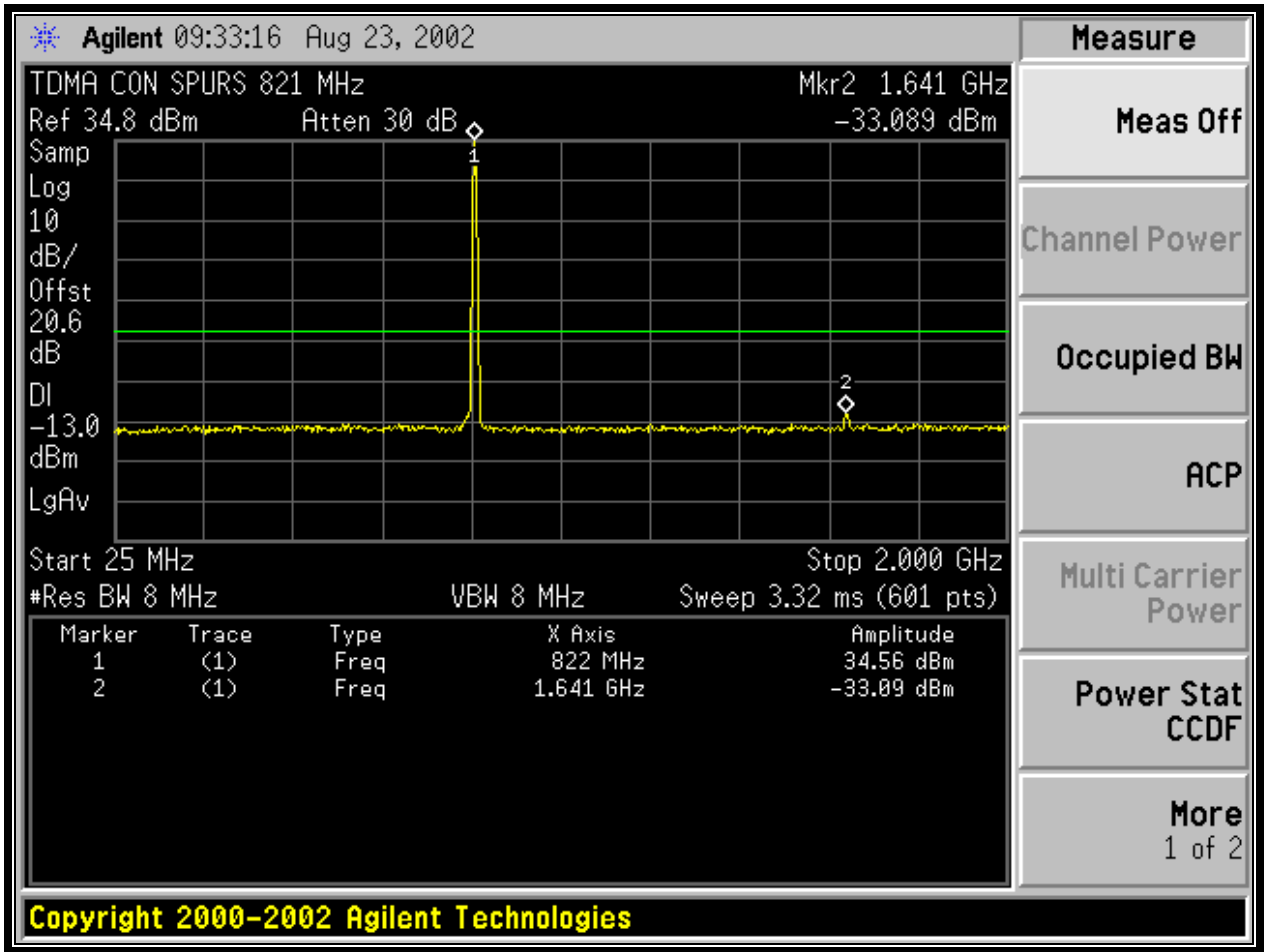 Agilent 09:33:16 Aug 23, 2002
Measure
TDMA CON SPURS 821 MHz
Mkr2 1.641 GHz
Ref 34.8 dBm
Atten 30 dB
-33.089 dBm
Samp
Log
10
dB/
Offst
20.6
dB
DI
-13.0
dBm
LgAv
1
2
Start 25 MHz
Stop 2.000 GHz
#Res BW 8 MHz
VBW 8 MHz
Sweep 3.32 ms (601 pts)
Marker Trace Type X Axis Amplitude
1 (1) Freq 822 MHz 34.56 dBm
2 (1) Freq 1.641 GHz -33.09 dBm
Meas Off
Channel Power
Occupied BW
ACP
Multi Carrier
Power
Power Stat
CCDF
More
1 of 2
Copyright 2000-2002 Agilent Technologies